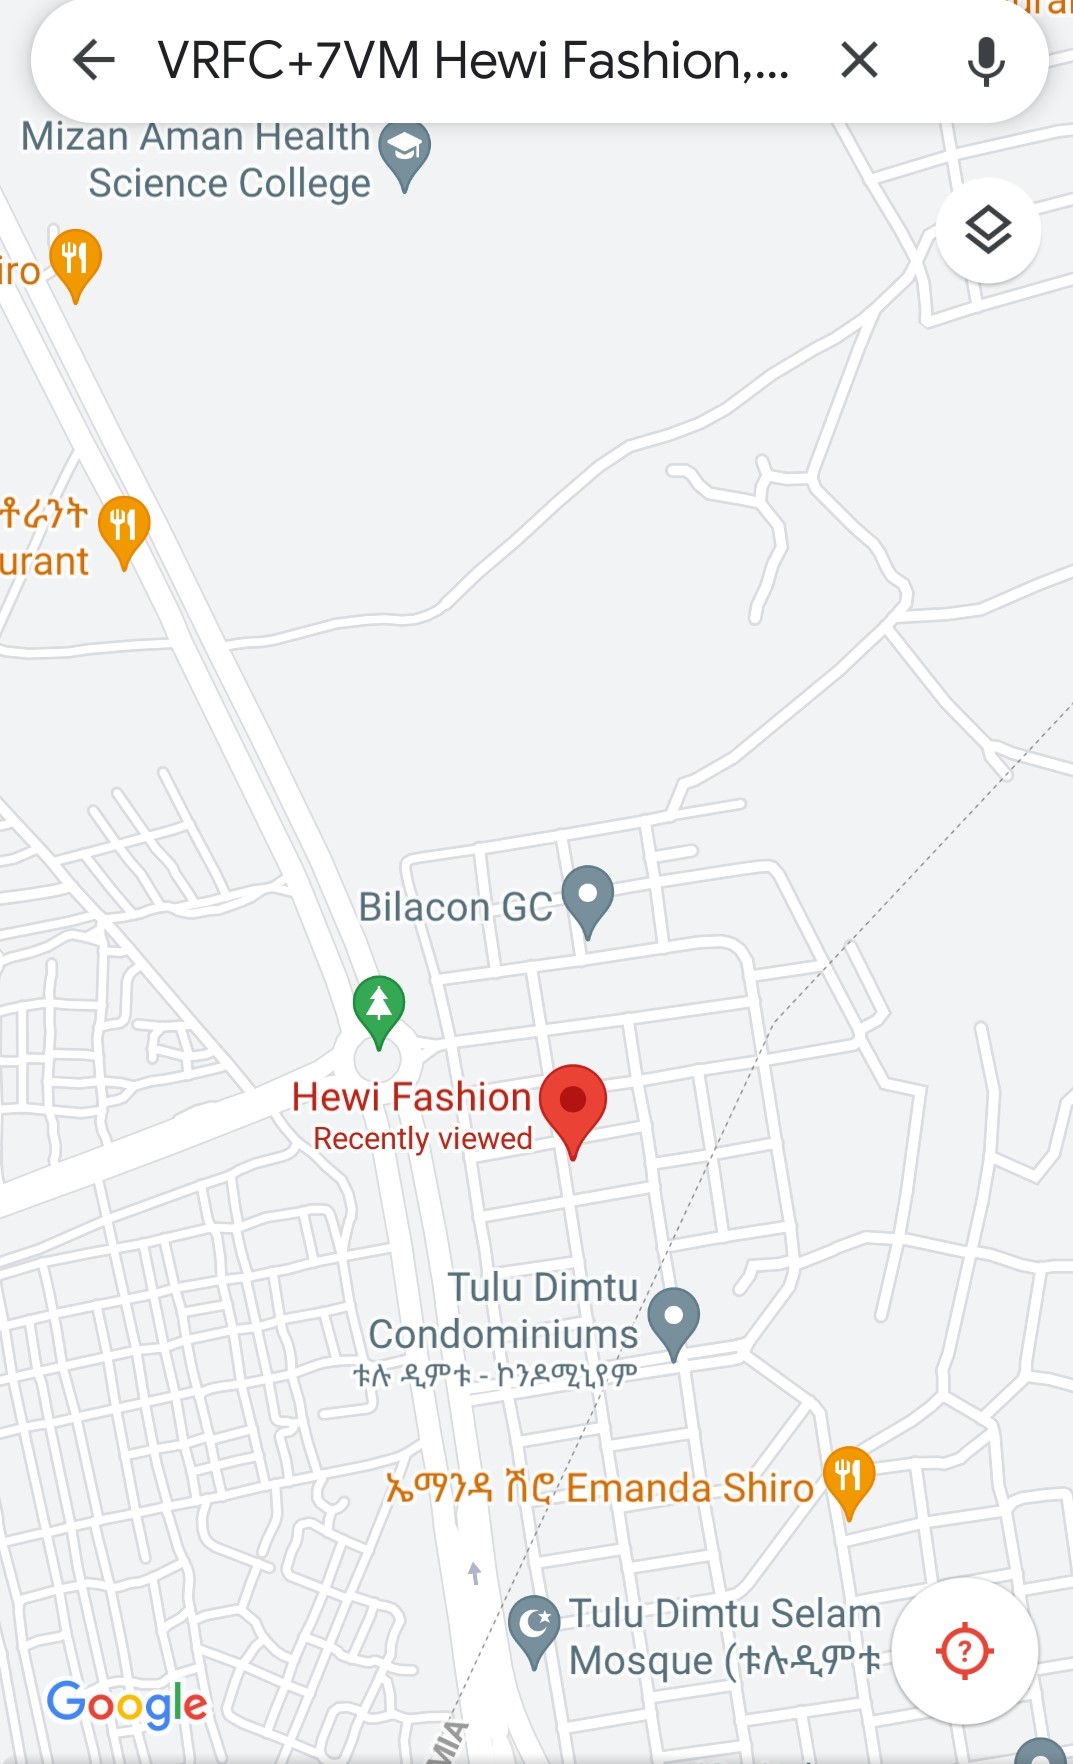 VRFC+7VM Hewi Fashion,...
Mizan Aman Health
Science College
iro
ቶራንት
urant
Bilacon GC
Hewi Fashion
Recently viewed
Tulu Dimtu
Condominiums
ቱሉ ዲምቱ - ኮንዶሚኒየም
ኤማንዳ ሽሮ Emanda Shiro
Tulu Dimtu Selam
Mosque (ቱሉዲምቱ
Google
MIA